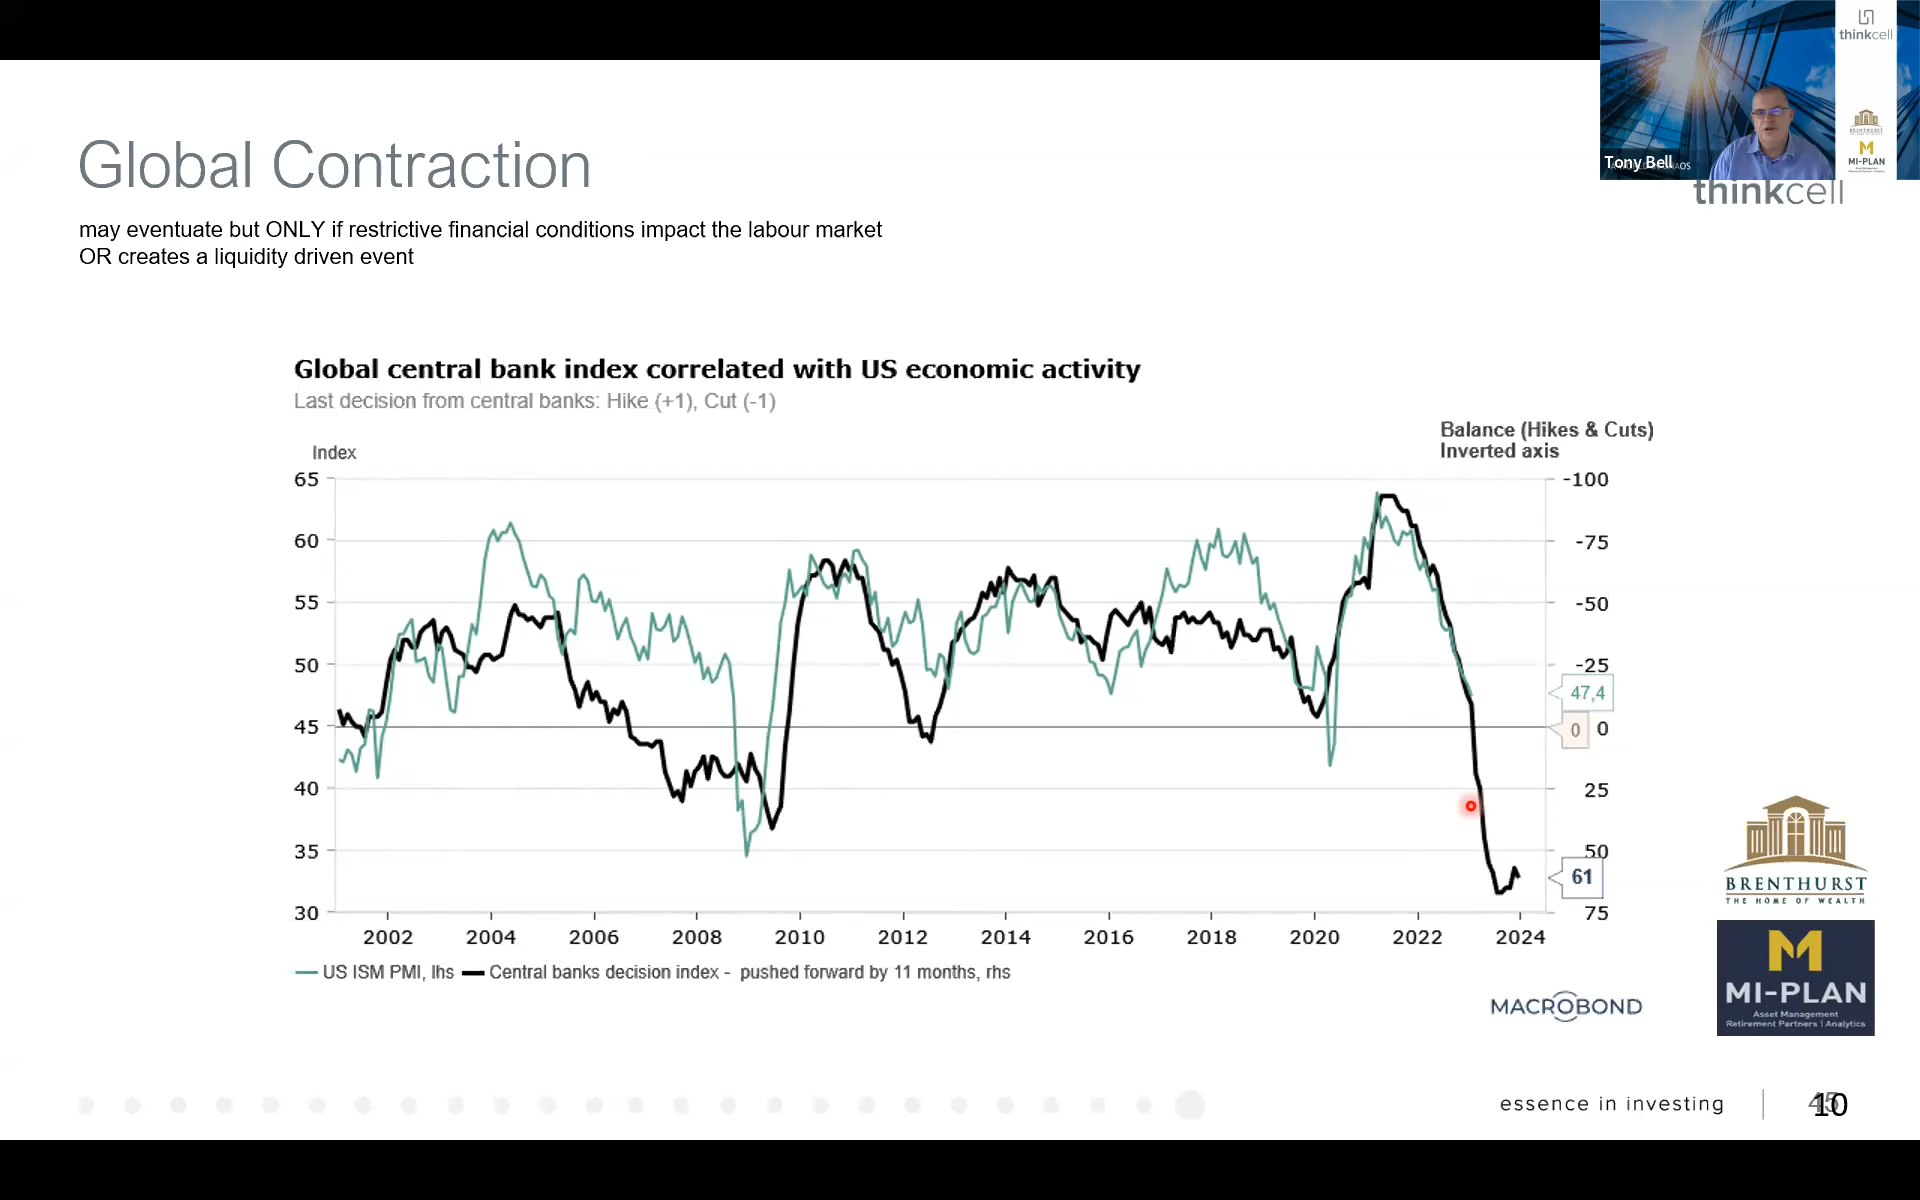 thinkcell
BRENTHURST
M
MI-PLAN
Tony Bell
thinkcell
Global Contraction
may eventuate but ONLY if restrictive financial conditions impact the labour market
OR creates a liquidity driven event
Global central bank index correlated with US economic activity
Last decision from central banks: Hike (+1), Cut (-1)
Balance (Hikes & Cuts)
Inverted axis
Index
65 -100
60 -75
55 -50
50 -25
47,4
45 0 0
40 25
35 50
61
30 75
2002 2004 2006 2008 2010 2012 2014 2016 2018 2020 2022 2024
US ISM PMI, lhs Central banks decision index - pushed forward by 11 months, rhs
MACROBOND
BRENTHURST
THE HOME OF WEALTH
M
MI-PLAN
Asset Management
Retirement Partners | Analytics
essence in investing
10